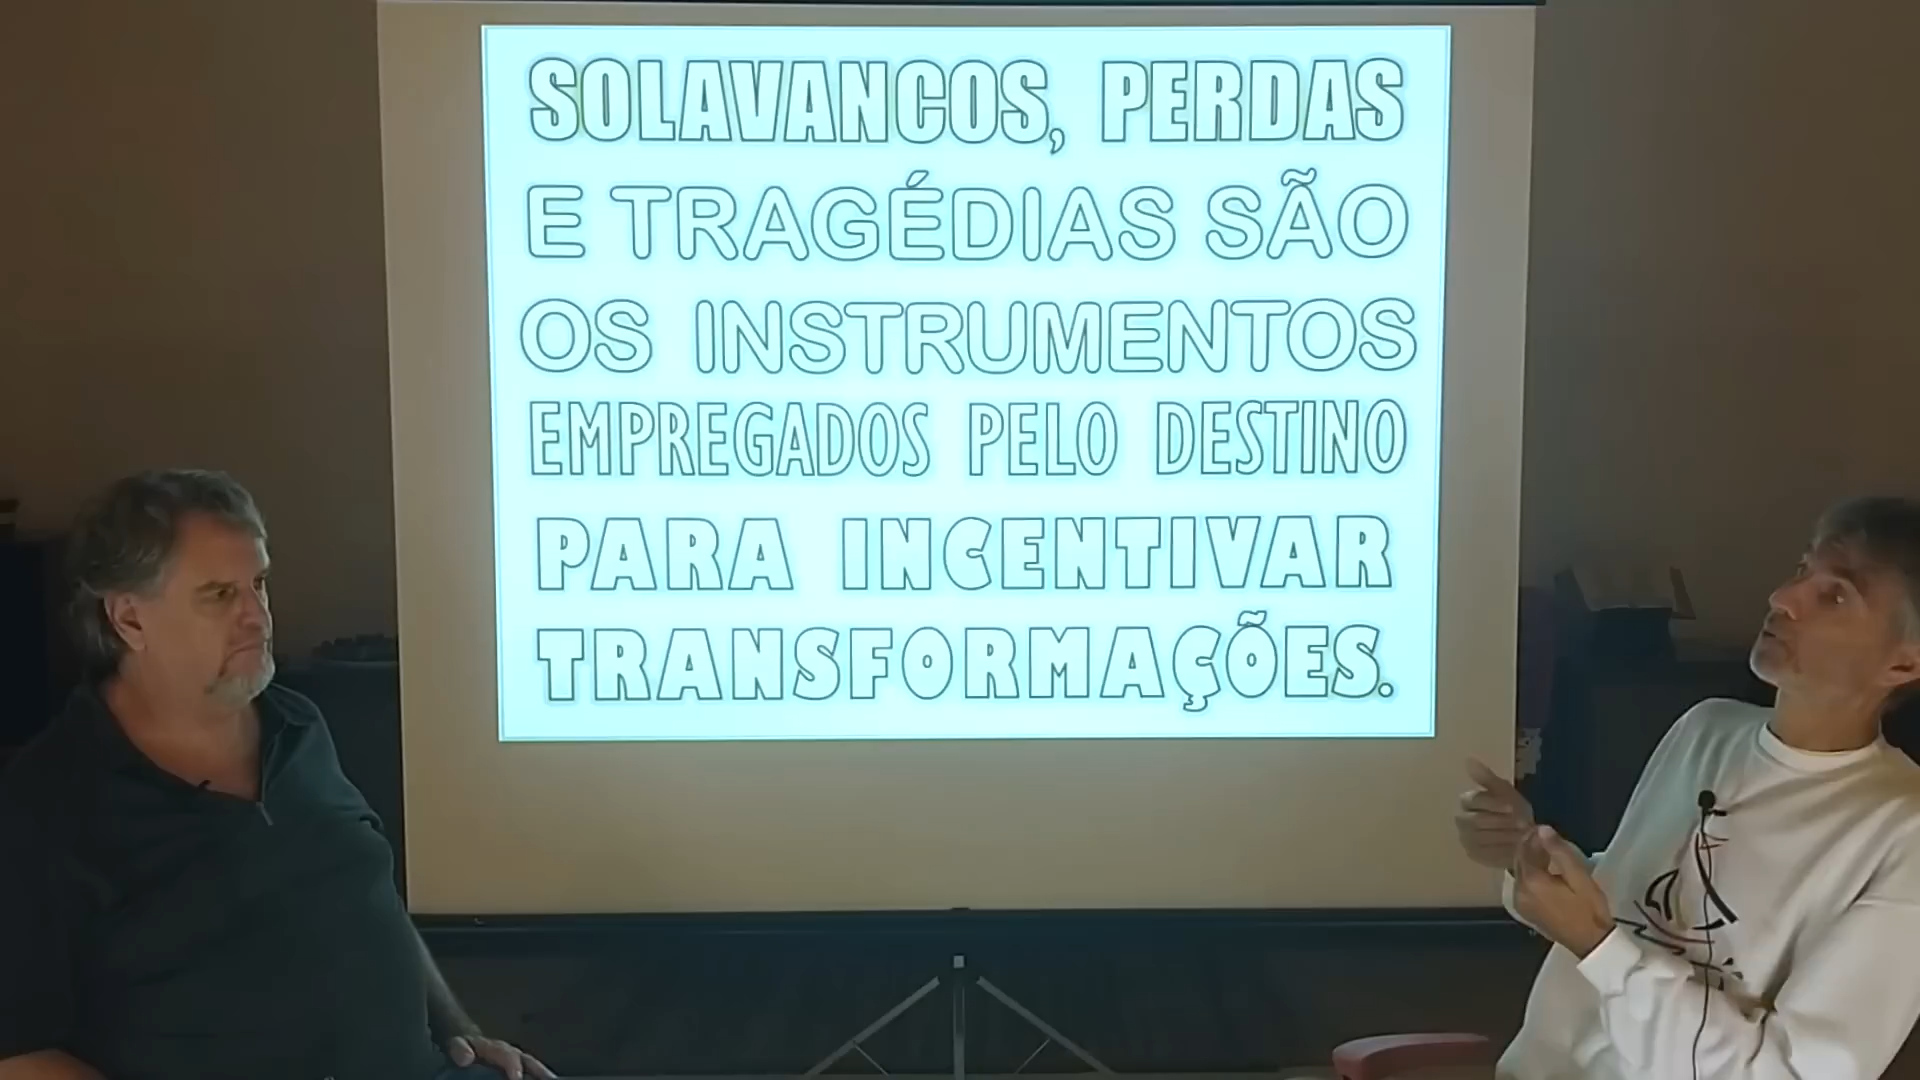 SOLAVANCOS, PERDAS
E TRAGÉDIAS SÃO
OS INSTRUMENTOS
EMPREGADOS PELO DESTINO
PARA INCENTIVAR
TRANSFORMAÇÕES.